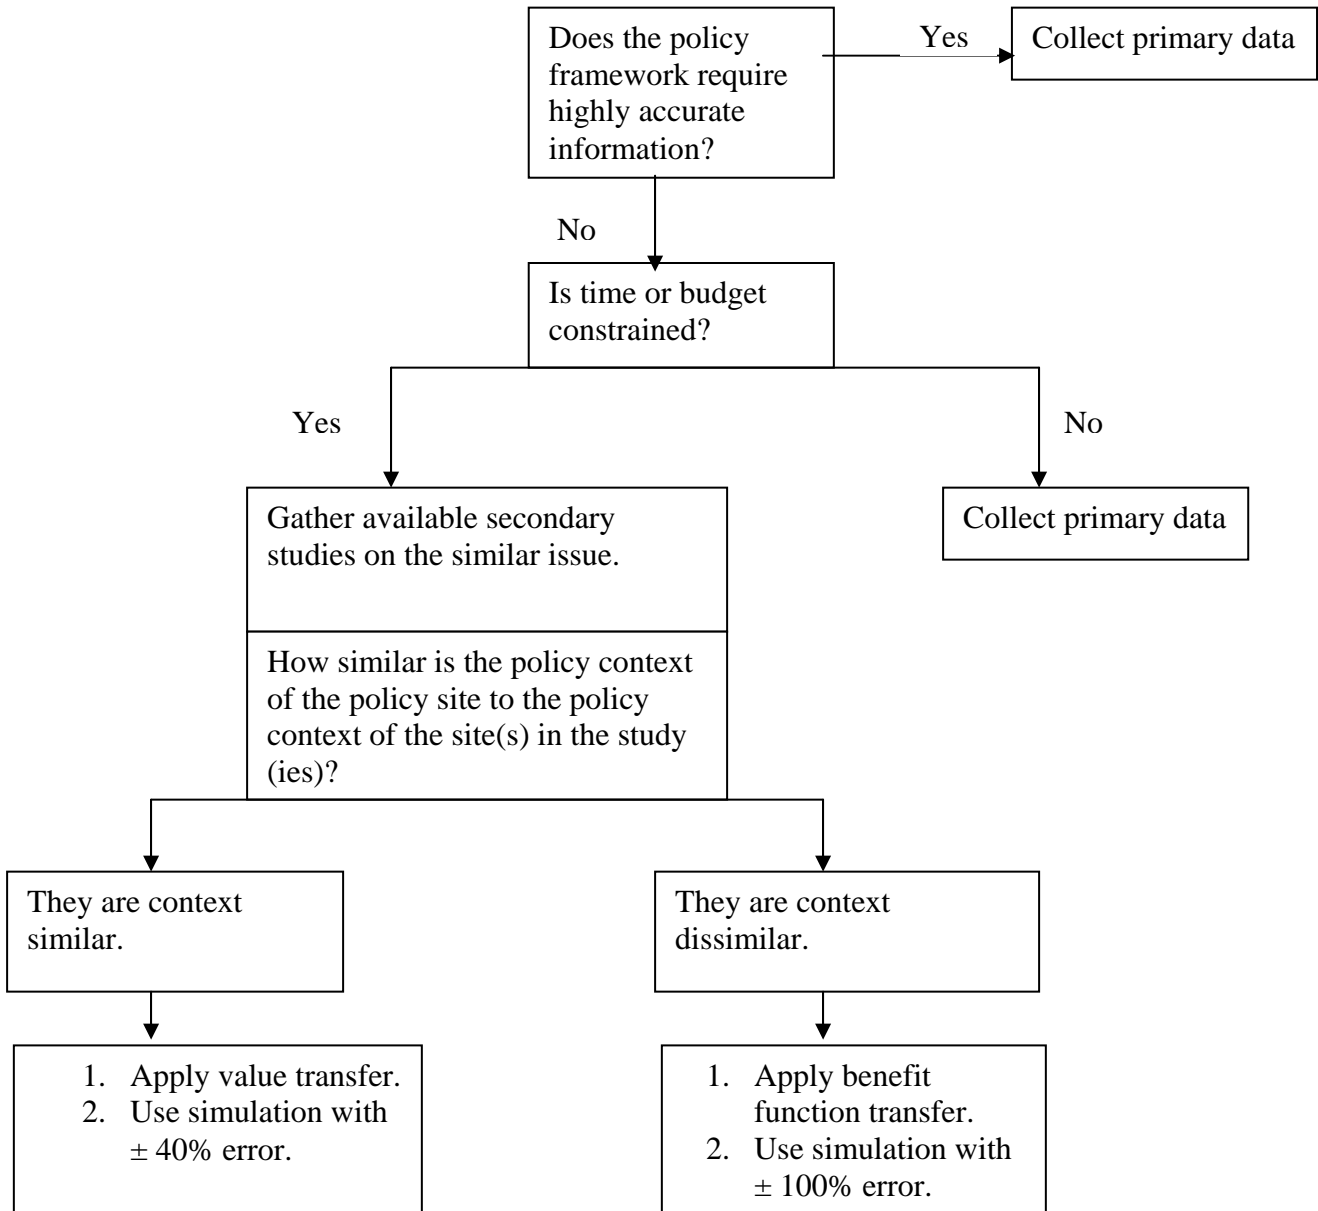 Does the policy
framework require
highly accurate
information?
Yes
Collect primary data
No
Is time or budget
constrained?
Yes
No
Gather available secondary
studies on the similar issue.
Collect primary data
How similar is the policy context
of the policy site to the policy
context of the site(s) in the study
(ies)?
They are context
similar.
They are context
dissimilar.
1. Apply value transfer.
2. Use simulation with
± 40% error.
1. Apply benefit
function transfer.
2. Use simulation with
± 100% error.